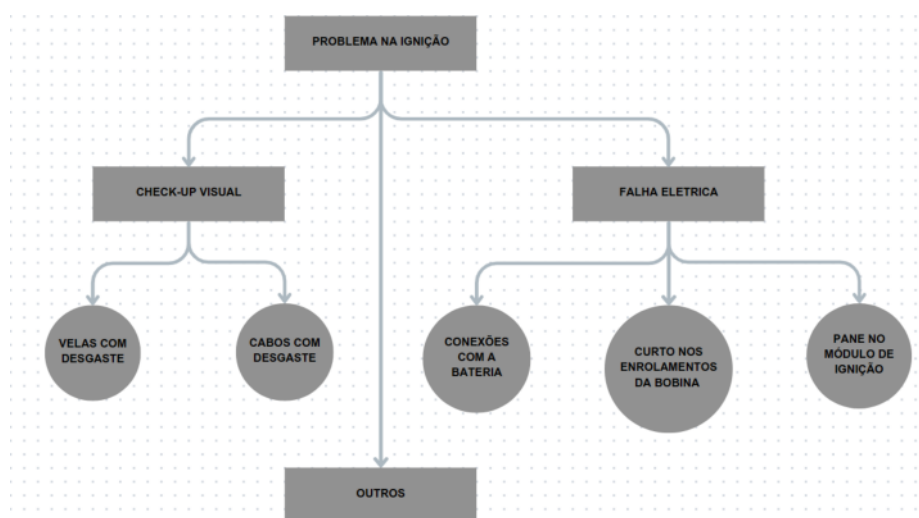 PROBLEMA NA IGNIÇÃO
CHECK-UP VISUAL
FALHA ELETRICA
VELAS COM
DESGASTE
CABOS COM
DESGASTE
CONEXÕES
COM A
BATERIA
CURTO NOS
ENROLAMENTOS
DA BOBINA
PANE NO
MÓDULO DE
IGNIÇÃO
OUTROS